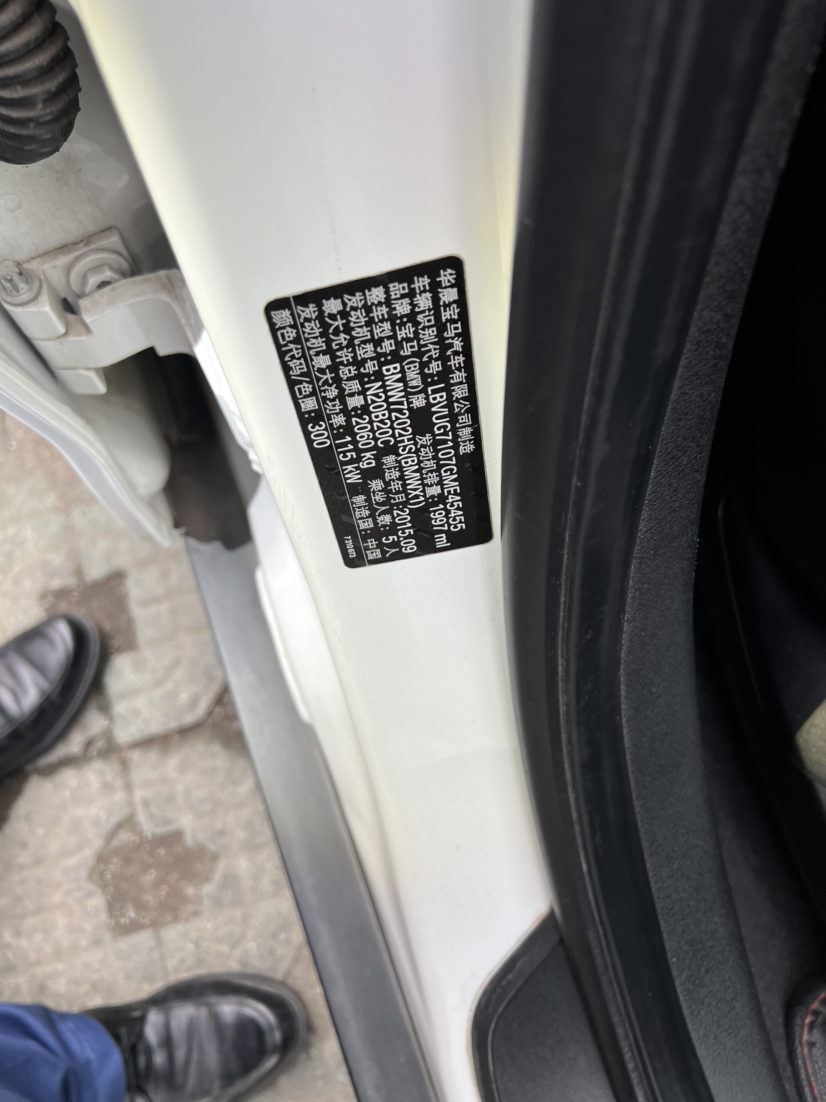 华晨宝马汽车有限公司制造
车辆识别代号: LBVUG7107GME45455
品牌: 宝马 (BMW) 牌 发动机排量: 1997 ml
整车型号: BMW7202HS(BMWX1)
发动机型号: N20B20C 制造年月: 2015.09
最大允许总质量: 2060 kg 乘坐人数: 5 人
发动机最大净功率: 115 kW 制造国: 中国
颜色代码/色圈: 300
7 310 973